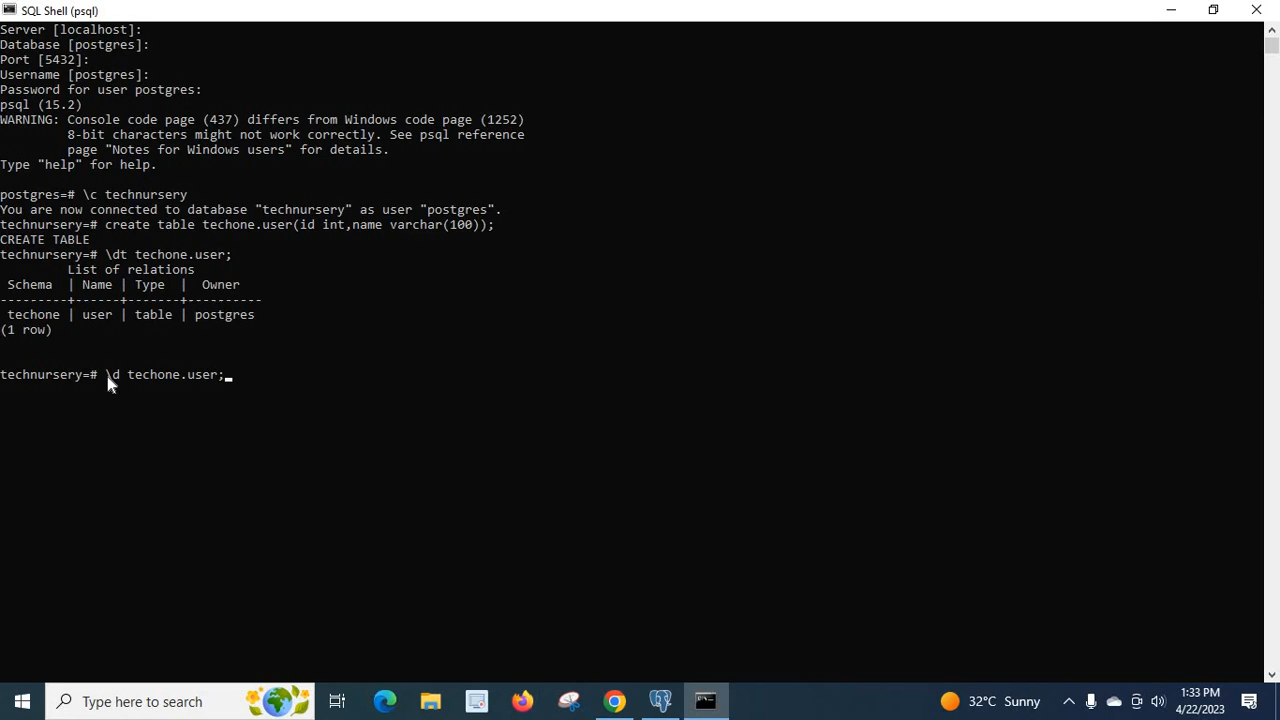 SQL Shell (psql)
Server [localhost]:
Database [postgres]:
Port [5432]:
Username [postgres]:
Password for user postgres:
psql (15.2)
WARNING: Console code page (437) differs from Windows code page (1252)
         8-bit characters might not work correctly. See psql reference
         page "Notes for Windows users" for details.
Type "help" for help.
postgres=# \c technursery
You are now connected to database "technursery" as user "postgres".
technursery=# create table techone.user(id int,name varchar(100));
CREATE TABLE
technursery=# \dt techone.user;
         List of relations
 Schema  | Name | Type  |  Owner
---------+------+-------+----------
 techone | user | table | postgres
(1 row)
technursery=# \d techone.user;
Type here to search
32°C Sunny
1:33 PM
4/22/2023